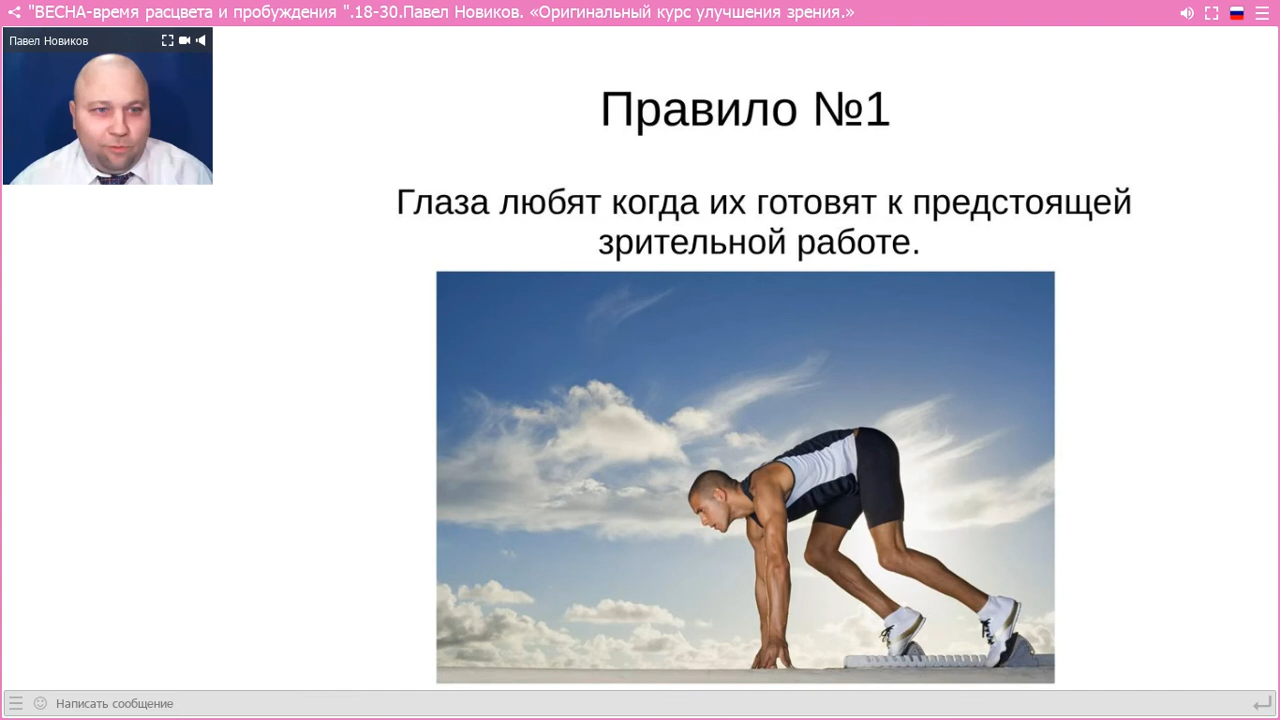 "ВЕСНА-время расцвета и пробуждения ".18-30.Павел Новиков. «Оригинальный курс улучшения зрения.»
Павел Новиков
Правило №1
Глаза любят когда их готовят к предстоящей
зрительной работе.
Написать сообщение